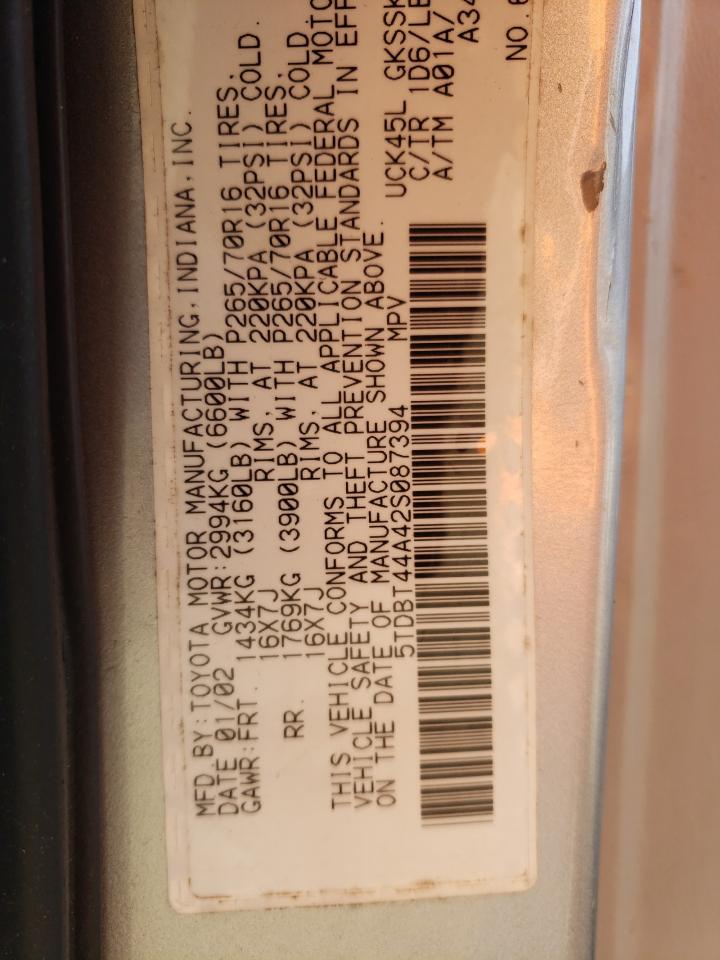 MFD.BY:TOYOTA MOTOR MANUFACTURING,INDIANA,INC.
DATE 01/02 GVWR:2994KG(6600LB)
GAWR:FRT. 1434KG (3160LB) WITH P265/70R16 TIRES,
16X7J RIMS, AT 220KPA (32PSI) COLD.
RR. 1769KG (3900LB) WITH P265/70R16 TIRES,
16X7J RIMS, AT 220KPA (32PSI) COLD
THIS VEHICLE CONFORMS TO ALL APPLICABLE FEDERAL MOTO
VEHICLE SAFETY AND THEFT PREVENTION STANDARDS IN EFF
ON THE DATE OF MANUFACTURE SHOWN ABOVE.
5TDBT44A42S087394 MPV
UCK45L GKSSK
C/TR 1D6/LE
A/TM A01A/
A34
NO.6